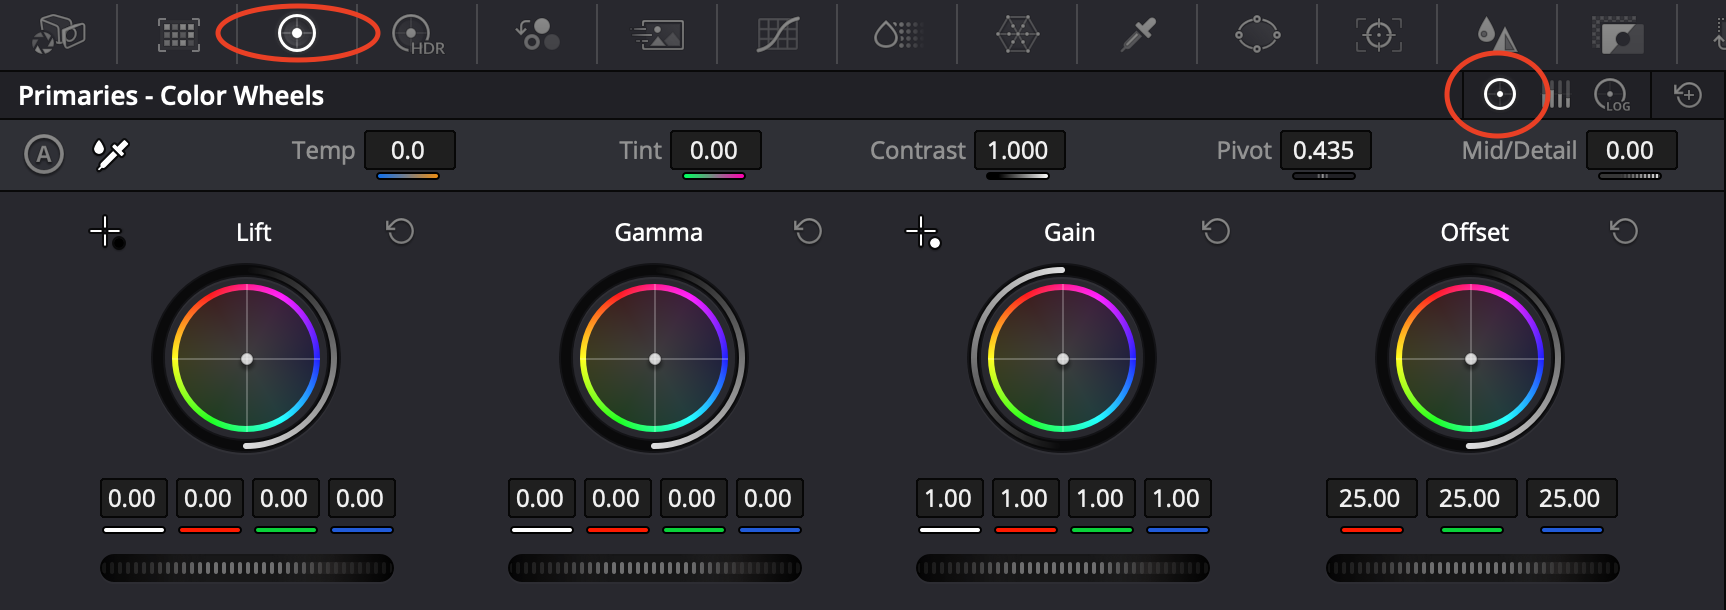 HDR
Primaries - Color Wheels
LOG
A
Temp 0.0 Tint 0.00 Contrast 1.000 Pivot 0.435 Mid/Detail 0.00
Lift Gamma Gain Offset
0.00 0.00 0.00 0.00 0.00 0.00 0.00 0.00 1.00 1.00 1.00 1.00 25.00 25.00 25.00